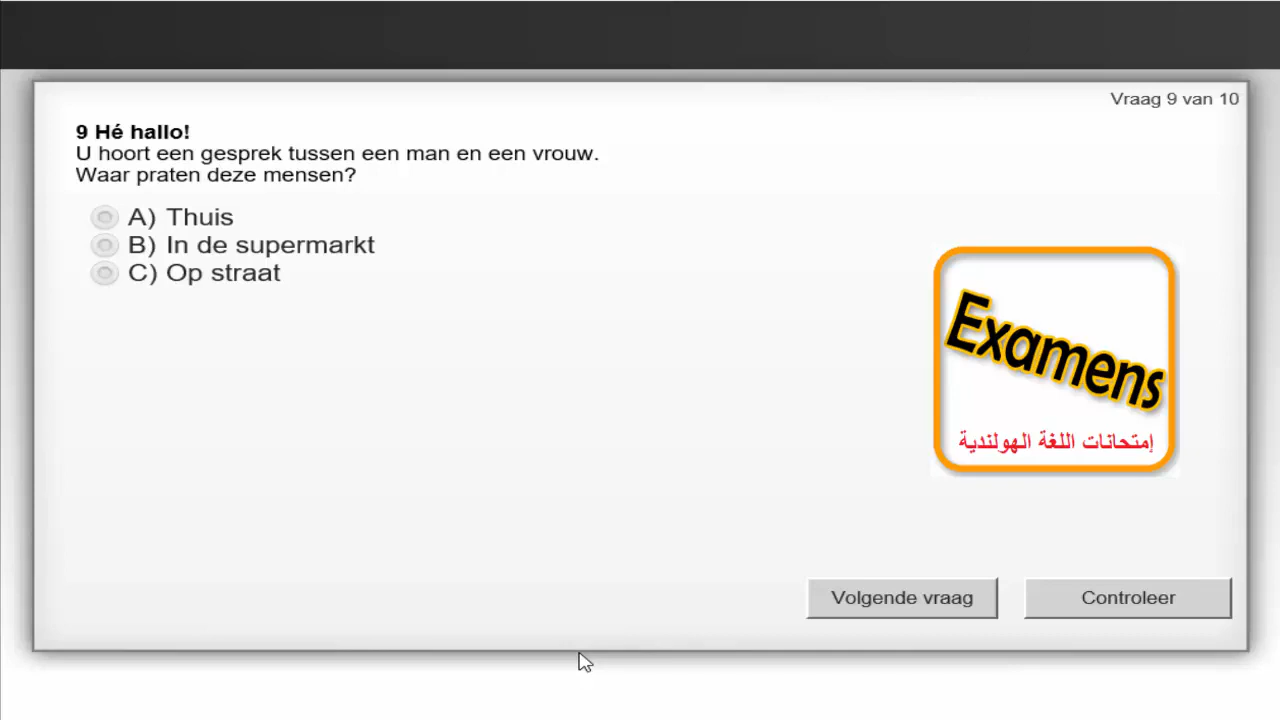 Vraag 9 van 10
9 Hé hallo!
U hoort een gesprek tussen een man en een vrouw.
Waar praten deze mensen?
A) Thuis
B) In de supermarkt
C) Op straat
Examens
إمتحانات اللغة الهولندية
Volgende vraag
Controleer